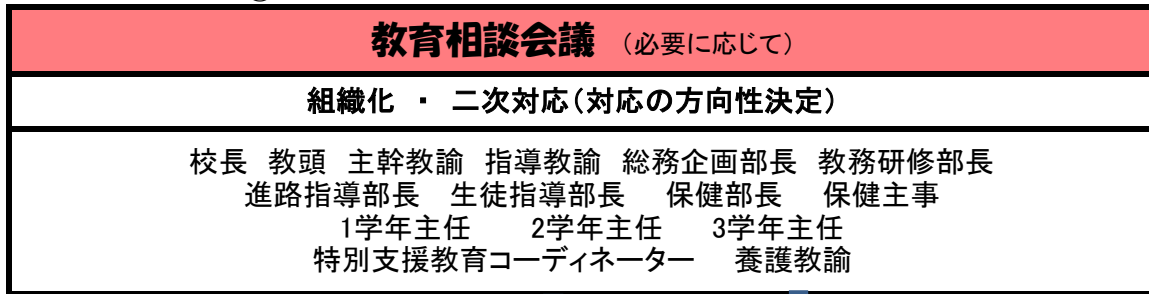 教育相談会議 （必要に応じて）
組織化 ・ 二次対応（対応の方向性決定）
校長 教頭 主幹教諭 指導教諭 総務企画部長 教務研修部長
進路指導部長 生徒指導部長 保健部長 保健主事
1学年主任 2学年主任 3学年主任
特別支援教育コーディネーター 養護教諭